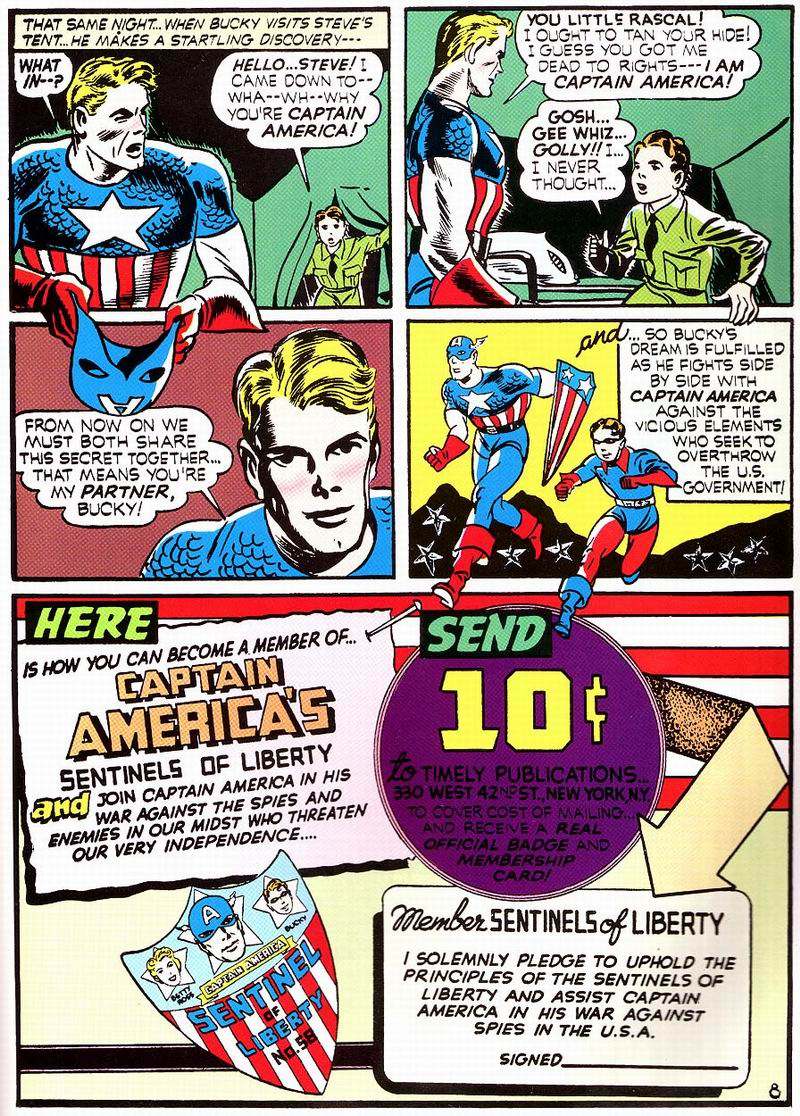 THAT SAME NIGHT...WHEN BUCKY VISITS STEVE'S
TENT...HE MAKES A STARTLING DISCOVERY---
WHAT
IN--?
HELLO...STEVE! I
CAME DOWN TO--
WHA--WH--WHY
YOU'RE CAPTAIN
AMERICA!
YOU LITTLE RASCAL!
I OUGHT TO TAN YOUR HIDE!
I GUESS YOU GOT ME
DEAD TO RIGHTS---I AM
CAPTAIN AMERICA!
GOSH...
GEE WHIZ...
GOLLY!! I...
I NEVER
THOUGHT...
FROM NOW ON WE
MUST BOTH SHARE
THIS SECRET TOGETHER...
THAT MEANS YOU'RE
MY PARTNER,
BUCKY!
and... SO BUCKY'S
DREAM IS FULFILLED
AS HE FIGHTS SIDE
BY SIDE WITH
CAPTAIN AMERICA
AGAINST THE
VICIOUS ELEMENTS
WHO SEEK TO
OVERTHROW
THE U.S.
GOVERNMENT!
HERE
IS HOW YOU CAN BECOME A MEMBER OF...
CAPTAIN
AMERICA'S
SENTINELS OF LIBERTY
and JOIN CAPTAIN AMERICA IN HIS
WAR AGAINST THE SPIES AND
ENEMIES IN OUR MIDST WHO THREATEN
OUR VERY INDEPENDENCE....
SEND
10¢
to TIMELY PUBLICATIONS...
330 WEST 42ND ST., NEW YORK, N.Y.
TO COVER COST OF MAILING...
AND RECEIVE A REAL
OFFICIAL BADGE AND
MEMBERSHIP
CARD!
A
BUCKY
BETTY
ROSS
CAPTAIN AMERICA
SENTINEL
OF
LIBERTY
NO. 58
Member SENTINELS of LIBERTY
I SOLEMNLY PLEDGE TO UPHOLD THE
PRINCIPLES OF THE SENTINELS OF
LIBERTY AND ASSIST CAPTAIN
AMERICA IN HIS WAR AGAINST
SPIES IN THE U.S.A.
SIGNED
8